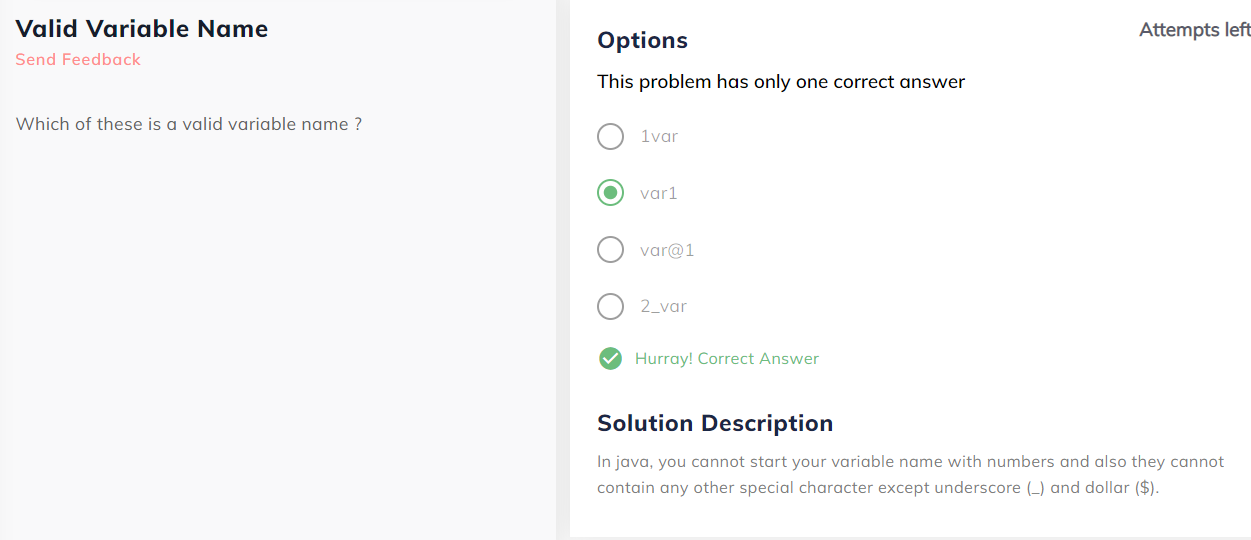 Valid Variable Name
Send Feedback
Which of these is a valid variable name ?
Attempts left
Options
This problem has only one correct answer
1var
var1
var@1
2_var
Hurray! Correct Answer
Solution Description
In java, you cannot start your variable name with numbers and also they cannot
contain any other special character except underscore (_) and dollar ($).